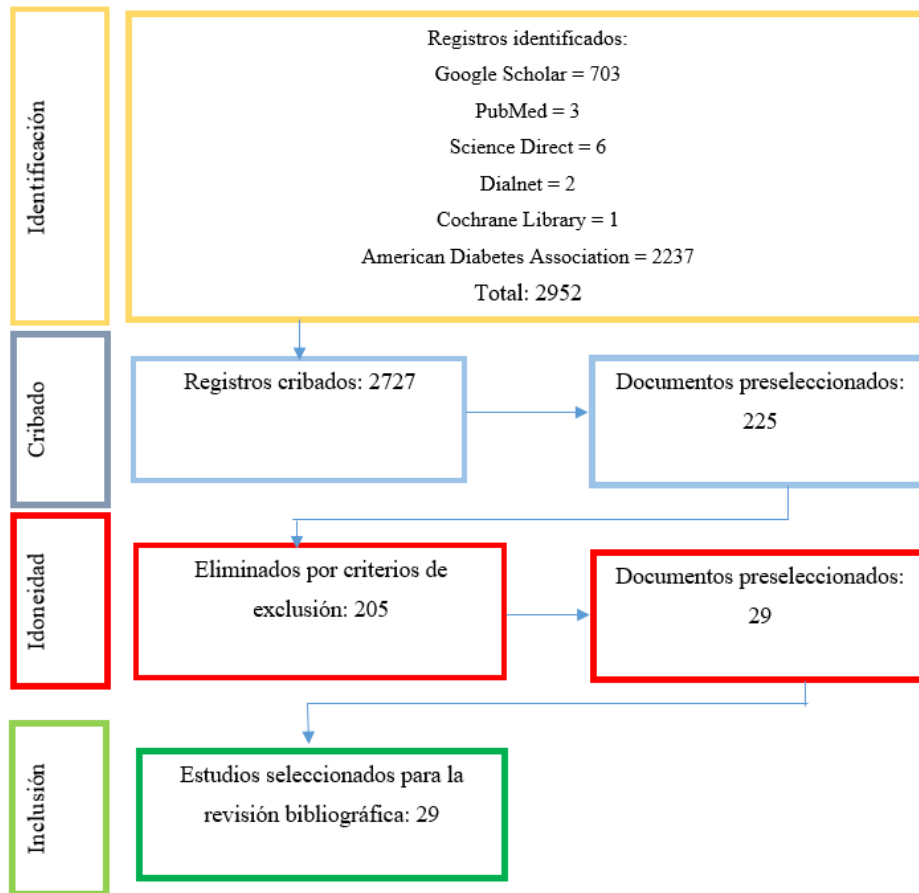 Identificación
Registros identificados:
Google Scholar = 703
PubMed = 3
Science Direct = 6
Dialnet = 2
Cochrane Library = 1
American Diabetes Association = 2237
Total: 2952
Cribado
Registros cribados: 2727
Documentos preseleccionados:
225
Idoneidad
Eliminados por criterios de
exclusión: 205
Documentos preseleccionados:
29
Inclusión
Estudios seleccionados para la
revisión bibliográfica: 29